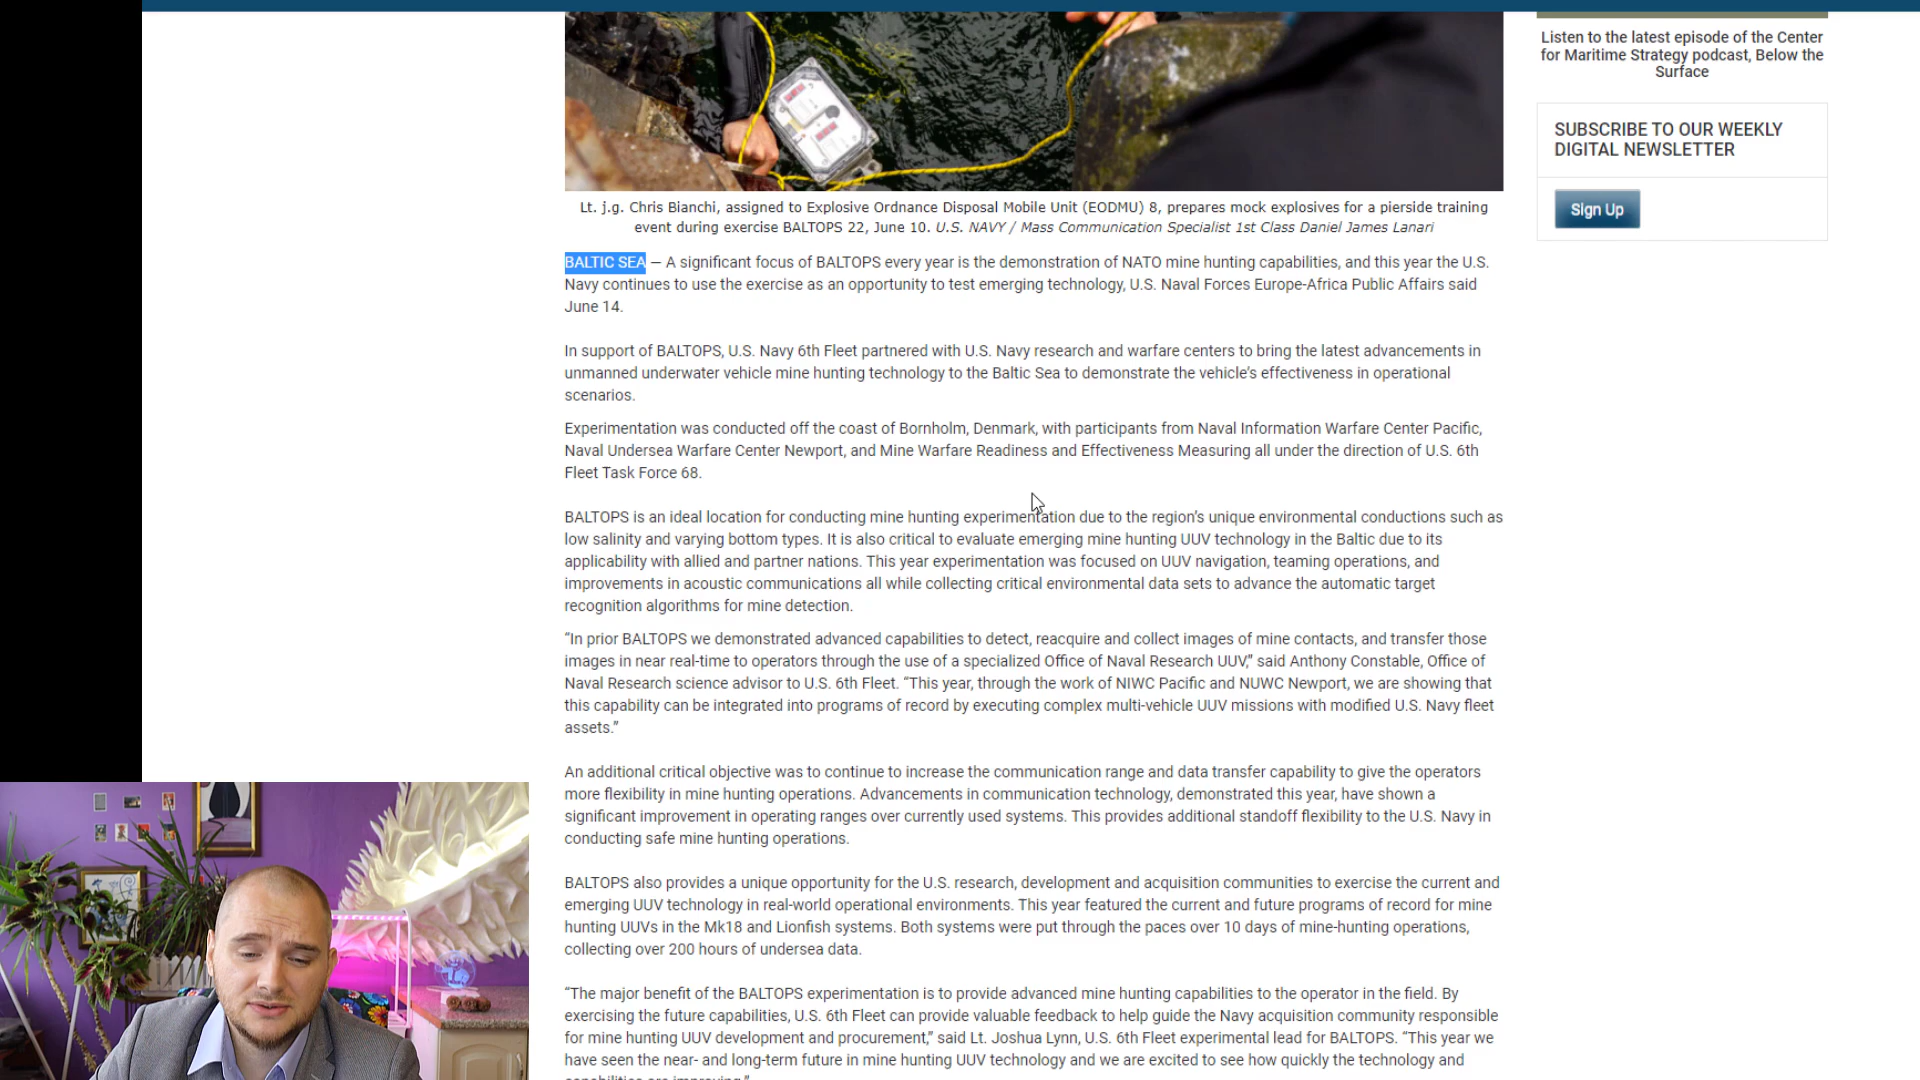 Listen to the latest episode of the Center
for Maritime Strategy podcast, Below the
Surface
SUBSCRIBE TO OUR WEEKLY
DIGITAL NEWSLETTER
Sign Up
Lt. j.g. Chris Bianchi, assigned to Explosive Ordnance Disposal Mobile Unit (EODMU) 8, prepares mock explosives for a pierside training
event during exercise BALTOPS 22, June 10. U.S. NAVY / Mass Communication Specialist 1st Class Daniel James Lanari
BALTIC SEA — A significant focus of BALTOPS every year is the demonstration of NATO mine hunting capabilities, and this year the U.S.
Navy continues to use the exercise as an opportunity to test emerging technology, U.S. Naval Forces Europe-Africa Public Affairs said
June 14.
In support of BALTOPS, U.S. Navy 6th Fleet partnered with U.S. Navy research and warfare centers to bring the latest advancements in
unmanned underwater vehicle mine hunting technology to the Baltic Sea to demonstrate the vehicle’s effectiveness in operational
scenarios.
Experimentation was conducted off the coast of Bornholm, Denmark, with participants from Naval Information Warfare Center Pacific,
Naval Undersea Warfare Center Newport, and Mine Warfare Readiness and Effectiveness Measuring all under the direction of U.S. 6th
Fleet Task Force 68.
BALTOPS is an ideal location for conducting mine hunting experimentation due to the region’s unique environmental conductions such as
low salinity and varying bottom types. It is also critical to evaluate emerging mine hunting UUV technology in the Baltic due to its
applicability with allied and partner nations. This year experimentation was focused on UUV navigation, teaming operations, and
improvements in acoustic communications all while collecting critical environmental data sets to advance the automatic target
recognition algorithms for mine detection.
“In prior BALTOPS we demonstrated advanced capabilities to detect, reacquire and collect images of mine contacts, and transfer those
images in near real-time to operators through the use of a specialized Office of Naval Research UUV,” said Anthony Constable, Office of
Naval Research science advisor to U.S. 6th Fleet. “This year, through the work of NIWC Pacific and NUWC Newport, we are showing that
this capability can be integrated into programs of record by executing complex multi-vehicle UUV missions with modified U.S. Navy fleet
assets.”
An additional critical objective was to continue to increase the communication range and data transfer capability to give the operators
more flexibility in mine hunting operations. Advancements in communication technology, demonstrated this year, have shown a
significant improvement in operating ranges over currently used systems. This provides additional standoff flexibility to the U.S. Navy in
conducting safe mine hunting operations.
BALTOPS also provides a unique opportunity for the U.S. research, development and acquisition communities to exercise the current and
emerging UUV technology in real-world operational environments. This year featured the current and future programs of record for mine
hunting UUVs in the Mk18 and Lionfish systems. Both systems were put through the paces over 10 days of mine-hunting operations,
collecting over 200 hours of undersea data.
“The major benefit of the BALTOPS experimentation is to provide advanced mine hunting capabilities to the operator in the field. By
exercising the future capabilities, U.S. 6th Fleet can provide valuable feedback to help guide the Navy acquisition community responsible
for mine hunting UUV development and procurement,” said Lt. Joshua Lynn, U.S. 6th Fleet experimental lead for BALTOPS. “This year we
have seen the near- and long-term future in mine hunting UUV technology and we are excited to see how quickly the technology and
capabilities are improving.”